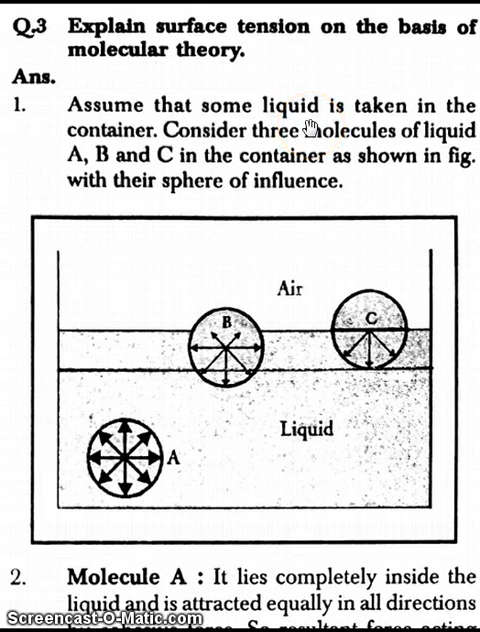 Q.3 Explain surface tension on the basis of
molecular theory.
Ans.
1. Assume that some liquid is taken in the
container. Consider three molecules of liquid
A, B and C in the container as shown in fig.
with their sphere of influence.
Air
B
C
Liquid
A
2. Molecule A : It lies completely inside the
liquid and is attracted equally in all directions
Screencast-O-Matic.com